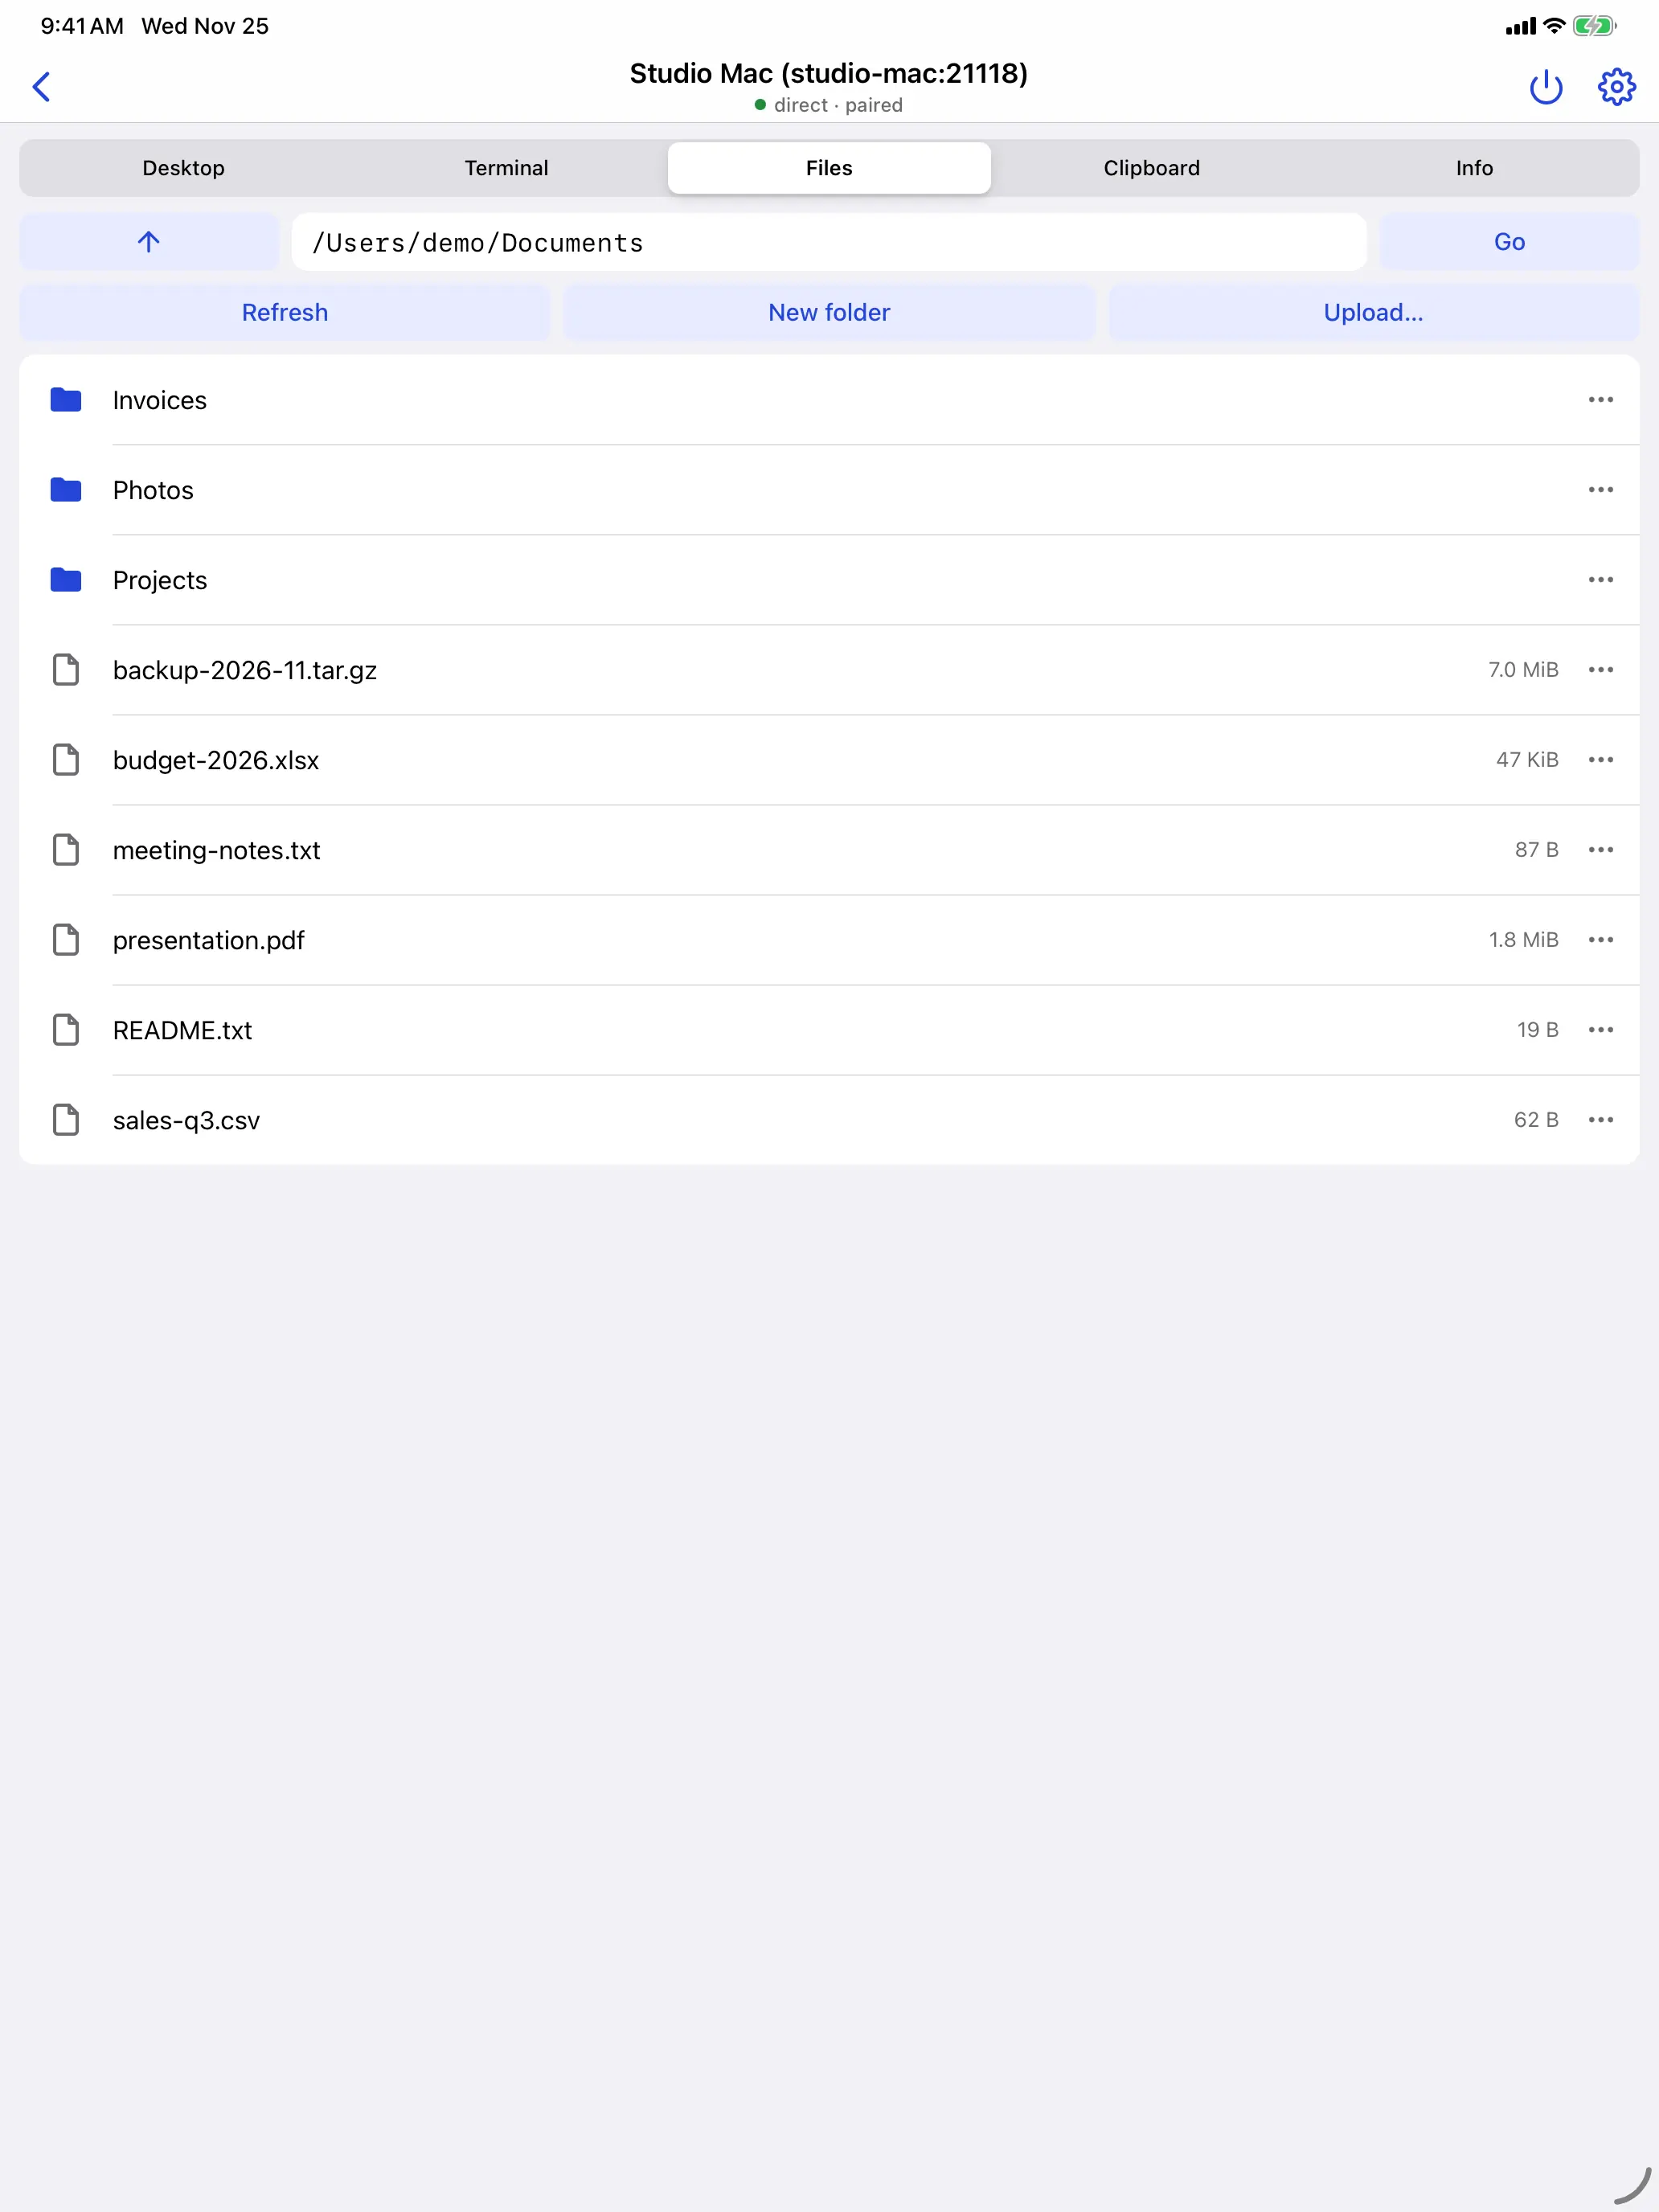 9:41 AM Wed Nov 25
Studio Mac (studio-mac:21118)
direct · paired
Desktop Terminal Files Clipboard Info
/Users/demo/Documents Go
Refresh New folder Upload...
Invoices
Photos
Projects
backup-2026-11.tar.gz 7.0 MiB
budget-2026.xlsx 47 KiB
meeting-notes.txt 87 B
presentation.pdf 1.8 MiB
README.txt 19 B
sales-q3.csv 62 B